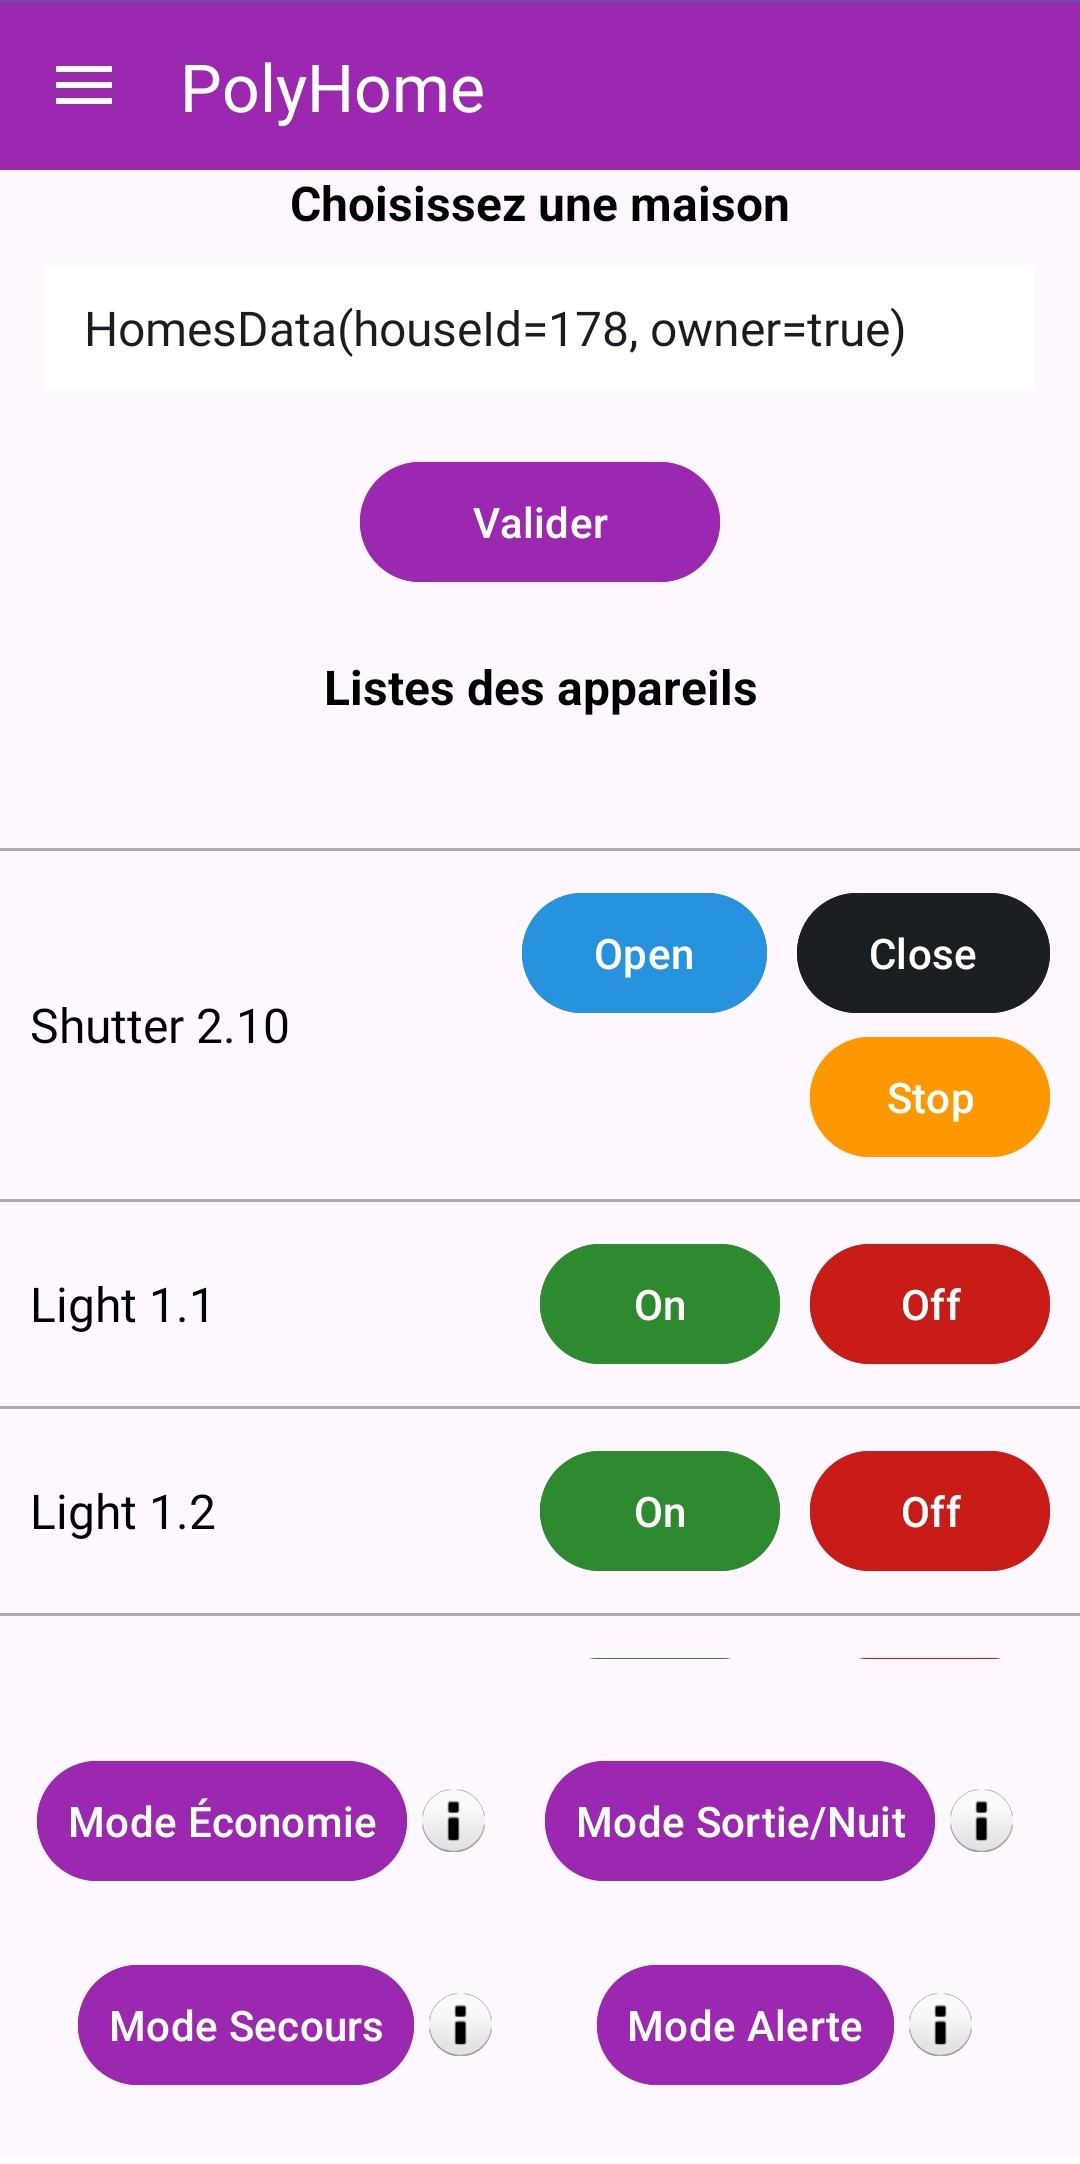 PolyHome
Choisissez une maison
HomesData(houseId=178, owner=true)
Valider
Listes des appareils
Open
Close
Shutter 2.10
Stop
Light 1.1
On
Off
Light 1.2
On
Off
Mode Économie
Mode Sortie/Nuit
Mode Secours
Mode Alerte